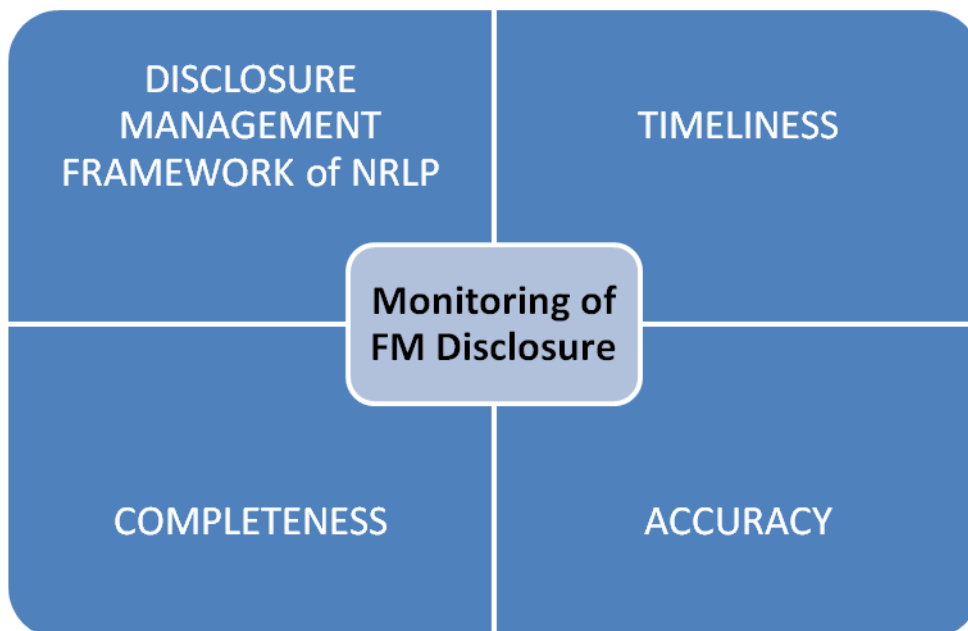 DISCLOSURE
MANAGEMENT
FRAMEWORK of NRLP
TIMELINESS
Monitoring of
FM Disclosure
COMPLETENESS
ACCURACY